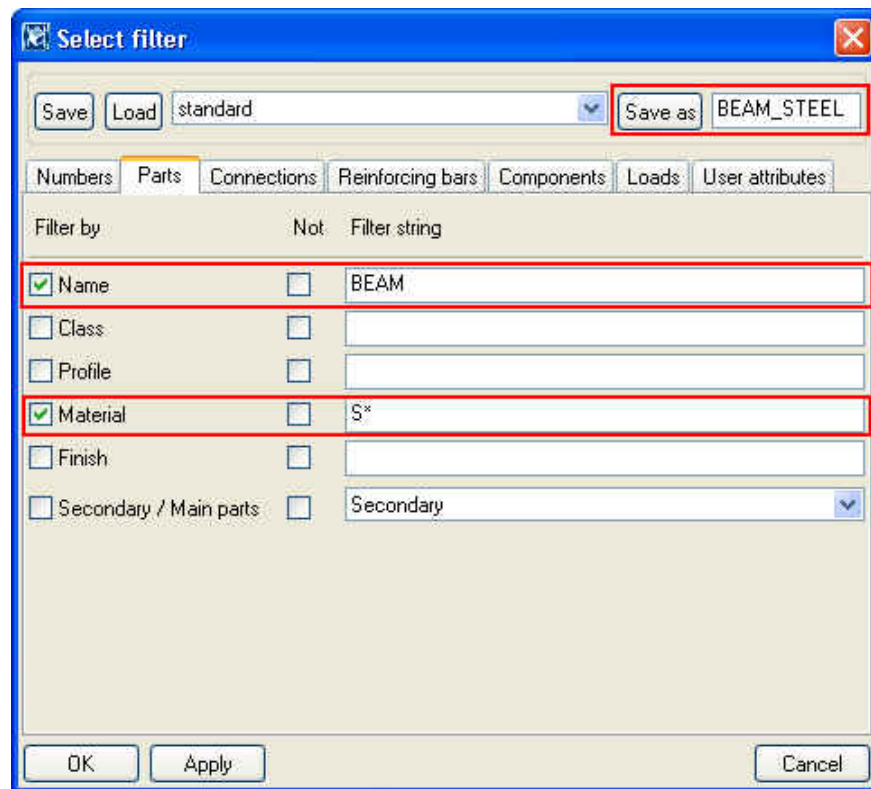 Select filter
Save Load standard Save as BEAM_STEEL
Numbers Parts Connections Reinforcing bars Components Loads User attributes
Filter by Not Filter string
Name BEAM
Class
Profile
Material S*
Finish
Secondary / Main parts Secondary
OK Apply Cancel